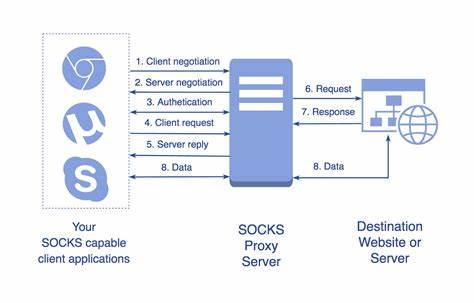 1. Client negotiation
2. Server negotiation
3. Authetication
4. Client request
5. Server reply
8. Data
6. Request
7. Response
8. Data
Your
SOCKS capable
client applications
SOCKS
Proxy
Server
Destination
Website or
Server